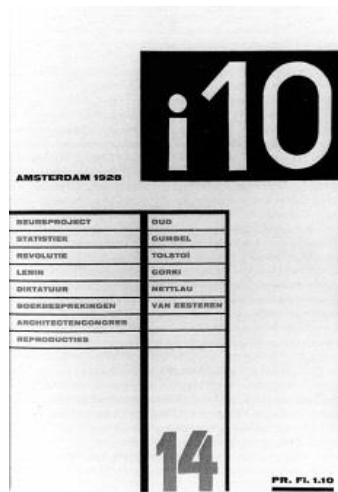 i10
AMSTERDAM 1928
BEURSPROJECT OUD
STATISTIEK GUMBEL
REVOLUTIE TOLSTOÏ
LENIN GORKI
DIKTATUUR NETTLAU
BOEKBESPREKINGEN VAN EESTEREN
ARCHITECTENCONGRES
REPRODUCTIES
14
PR. Fl. 1.10